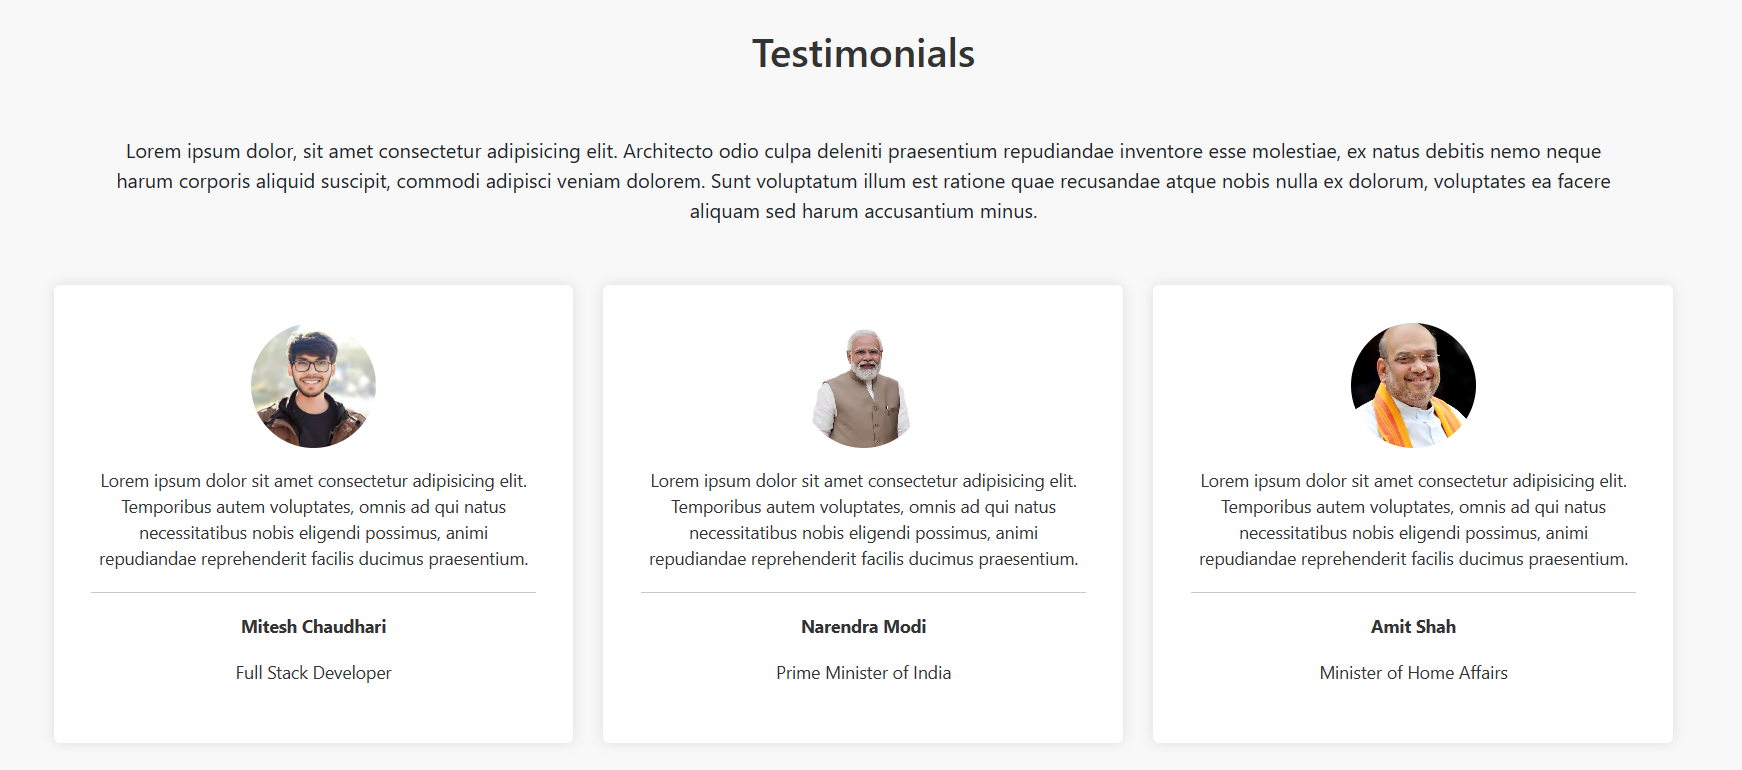 Testimonials
Lorem ipsum dolor, sit amet consectetur adipisicing elit. Architecto odio culpa deleniti praesentium repudiandae inventore esse molestiae, ex natus debitis nemo neque
harum corporis aliquid suscipit, commodi adipisci veniam dolorem. Sunt voluptatum illum est ratione quae recusandae atque nobis nulla ex dolorum, voluptates ea facere
aliquam sed harum accusantium minus.
Lorem ipsum dolor sit amet consectetur adipisicing elit.
Temporibus autem voluptates, omnis ad qui natus
necessitatibus nobis eligendi possimus, animi
repudiandae reprehenderit facilis ducimus praesentium.
Mitesh Chaudhari
Full Stack Developer
Lorem ipsum dolor sit amet consectetur adipisicing elit.
Temporibus autem voluptates, omnis ad qui natus
necessitatibus nobis eligendi possimus, animi
repudiandae reprehenderit facilis ducimus praesentium.
Narendra Modi
Prime Minister of India
Lorem ipsum dolor sit amet consectetur adipisicing elit.
Temporibus autem voluptates, omnis ad qui natus
necessitatibus nobis eligendi possimus, animi
repudiandae reprehenderit facilis ducimus praesentium.
Amit Shah
Minister of Home Affairs